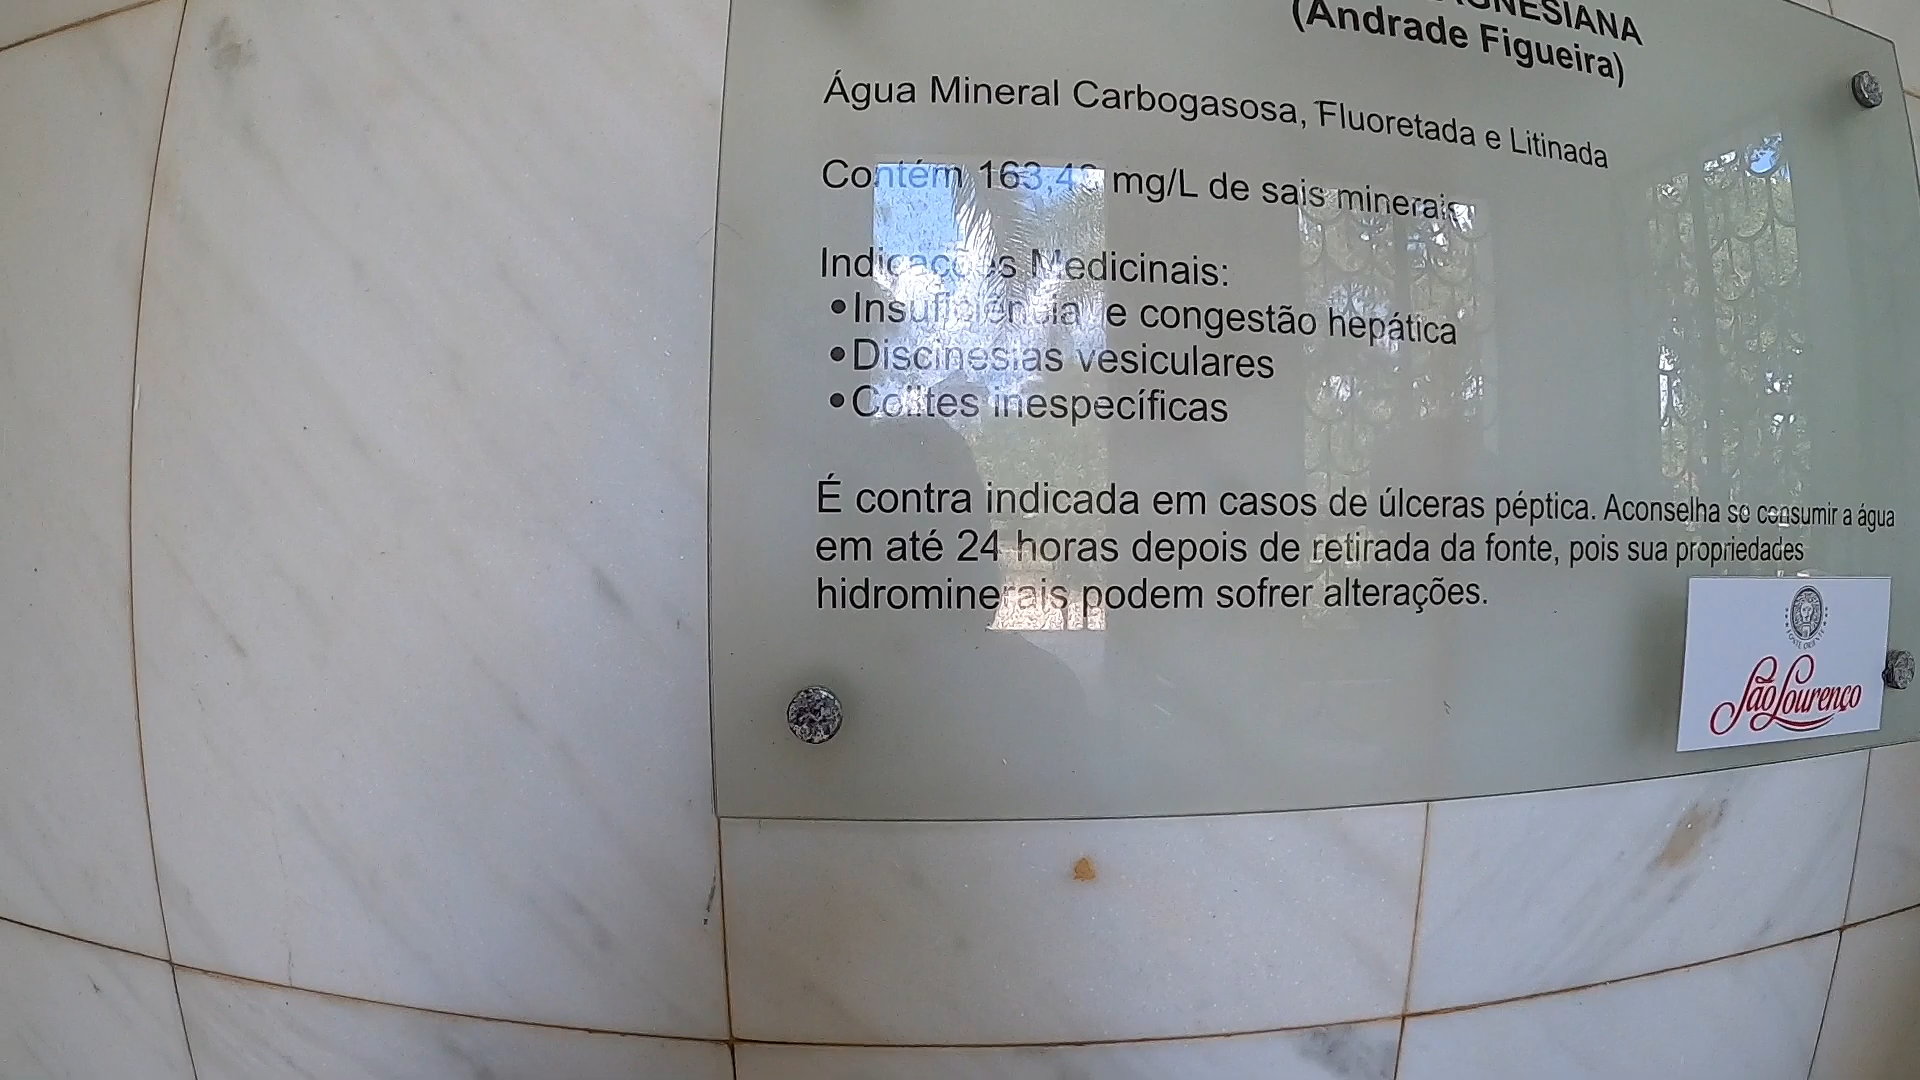 (Andrade Figueira)
Água Mineral Carbogasosa, Fluoretada e Litinada
Contém mg/L de sais minerais
Indicações Medicinais:
•Insuficiência e congestão hepática
•Discinesias vesiculares
•Colites inespecíficas
É contra indicada em casos de úlceras péptica. Aconselha se consumir a água
em até 24 horas depois de retirada da fonte, pois sua propriedades
hidrominerais podem sofrer alterações.
São Lourenço